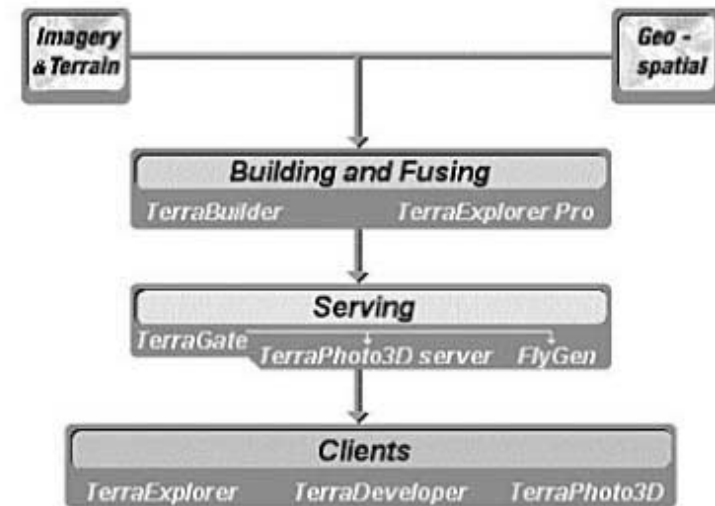 Imagery
& Terrain
Geo -
spatial
Building and Fusing
TerraBuilder TerraExplorer Pro
Serving
TerraGate
TerraPhoto3D server FlyGen
Clients
TerraExplorer TerraDeveloper TerraPhoto3D